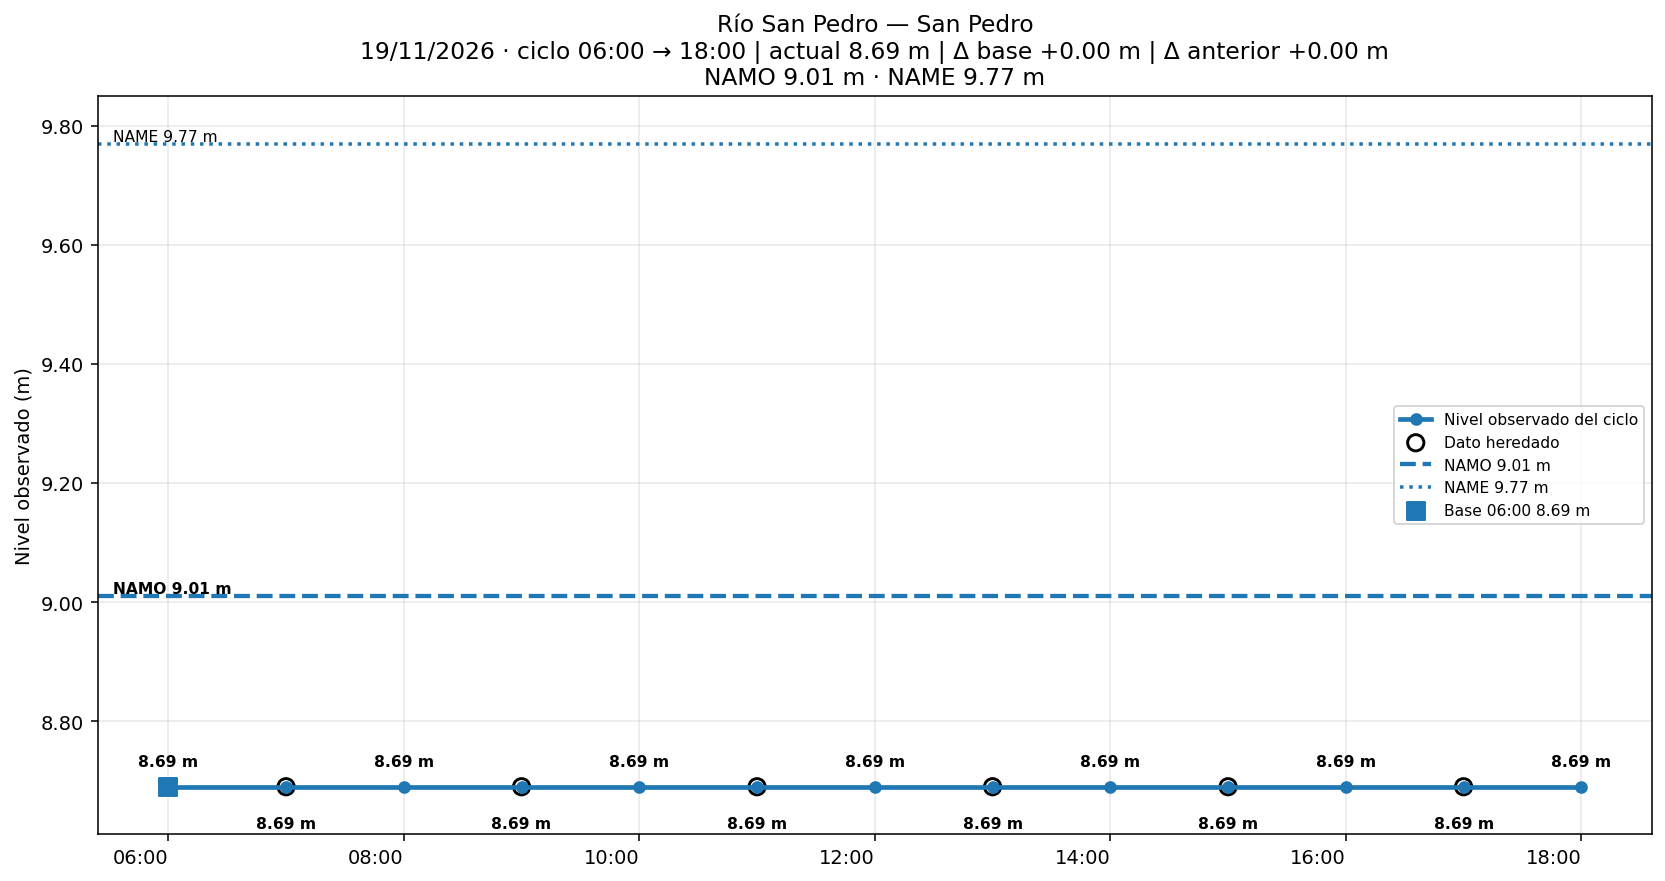 Río San Pedro — San Pedro
19/11/2026 · ciclo 06:00 → 18:00 | actual 8.69 m | Δ base +0.00 m | Δ anterior +0.00 m
NAMO 9.01 m · NAME 9.77 m
Nivel observado (m)
9.80
9.60
9.40
9.20
9.00
8.80
NAME 9.77 m
NAMO 9.01 m
Nivel observado del ciclo
Dato heredado
NAMO 9.01 m
NAME 9.77 m
Base 06:00 8.69 m
8.69 m 8.69 m 8.69 m 8.69 m 8.69 m 8.69 m 8.69 m
8.69 m 8.69 m 8.69 m 8.69 m 8.69 m 8.69 m
06:00 08:00 10:00 12:00 14:00 16:00 18:00